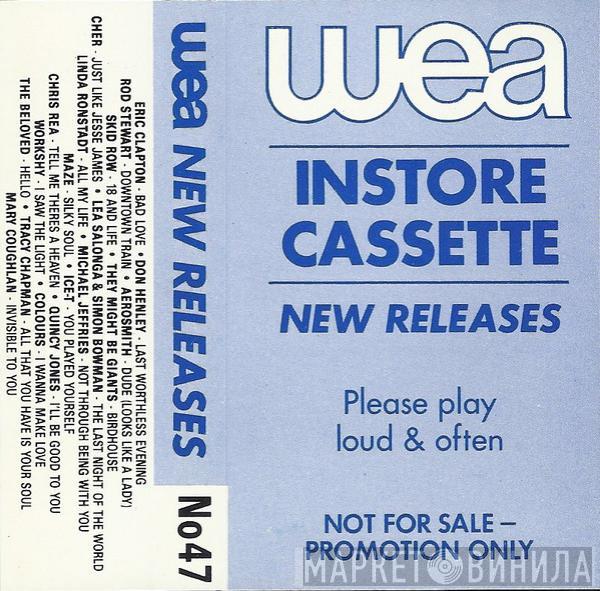 wea
INSTORE
CASSETTE
NEW RELEASES
Please play
loud & often
NOT FOR SALE –
PROMOTION ONLY
wea NEW RELEASES No47
ERIC CLAPTON - BAD LOVE • DON HENLEY - LAST WORTHLESS EVENING
ROD STEWART - DOWNTOWN TRAIN • AEROSMITH - DUDE (LOOKS LIKE A LADY)
SKID ROW - 18 AND LIFE • THEY MIGHT BE GIANTS - BIRDHOUSE
CHER - JUST LIKE JESSE JAMES • LEA SALONGA & SIMON BOWMAN - THE LAST NIGHT OF THE WORLD
LINDA RONSTADT - ALL MY LIFE • MICHAEL JEFFRIES - NOT THROUGH BEING WITH YOU
MAZE - SILKY SOUL • ICE-T - YOU PLAYED YOURSELF
CHRIS REA - TELL ME THERES A HEAVEN • QUINCY JONES - I'LL BE GOOD TO YOU
WORKSHY - I SAW THE LIGHT • COLOURS - I WANNA MAKE LOVE
THE BELOVED - HELLO • TRACY CHAPMAN - ALL THAT YOU HAVE IS YOUR SOUL
MARY COUGHLAN - INVISIBLE TO YOU
МАРКЕТ ВИНИЛА